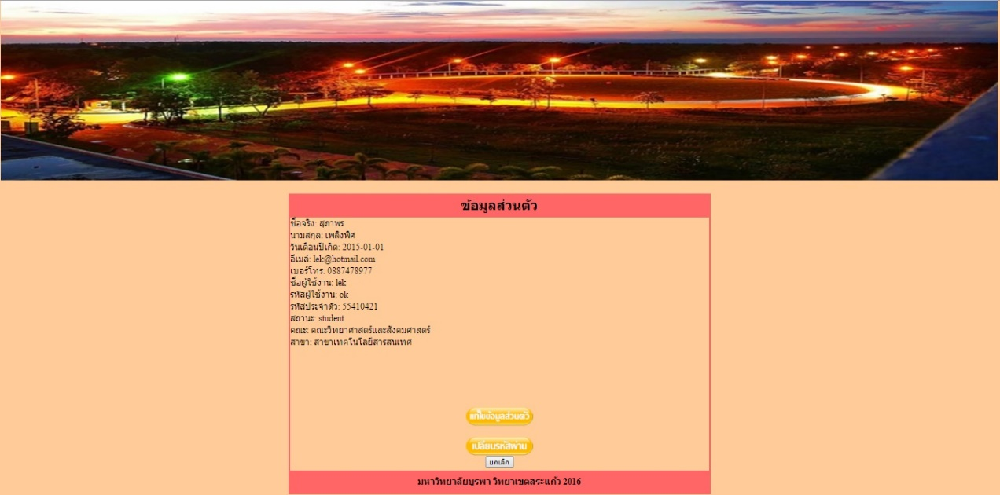 ข้อมูลส่วนตัว
ชื่อจริง: สุภาพร
นามสกุล: เพลิงพิศ
วันเดือนปีเกิด: 2015-01-01
อีเมล์: lek@hotmail.com
เบอร์โทร: 0887478977
ชื่อผู้ใช้งาน: lek
รหัสผู้ใช้งาน: ok
รหัสประจำตัว: 55410421
สถานะ: student
คณะ: คณะวิทยาศาสตร์และสังคมศาสตร์
สาขา: สาขาเทคโนโลยีสารสนเทศ
แก้ไขข้อมูลส่วนตัว
เปลี่ยนรหัสผ่าน
ยกเลิก
มหาวิทยาลัยบูรพา วิทยาเขตสระแก้ว 2016